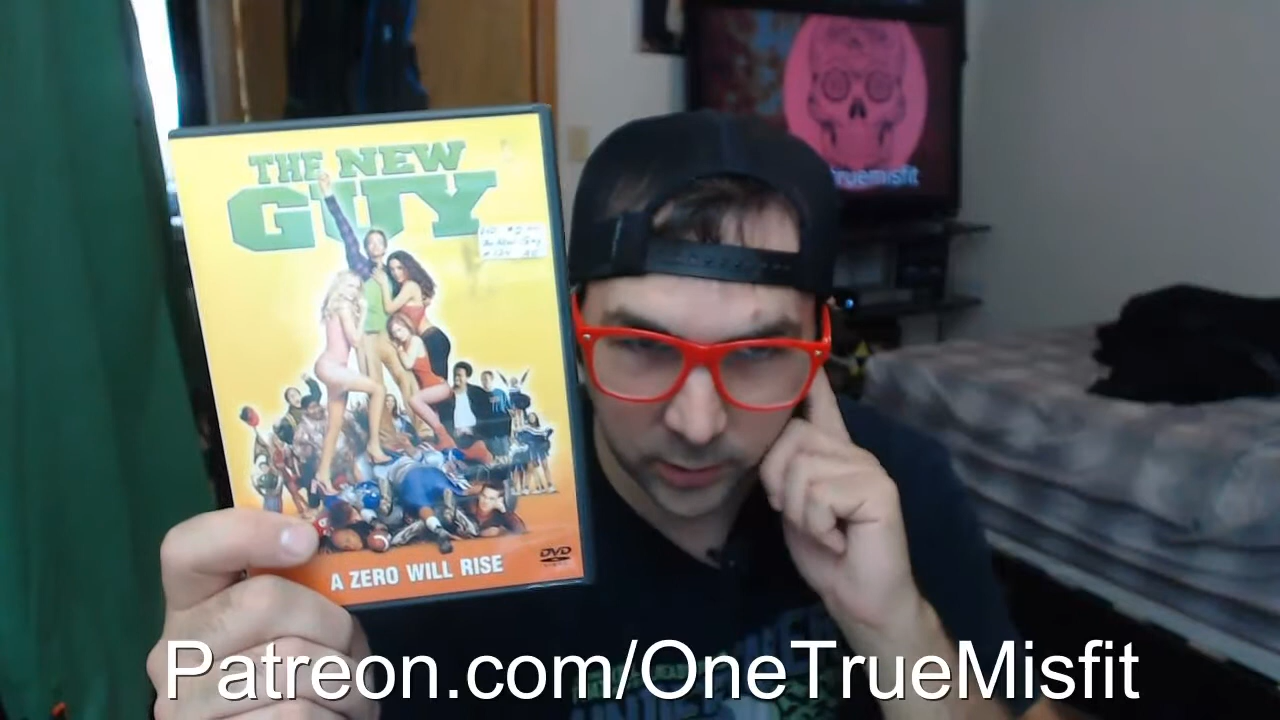 THE NEW
GUY
A ZERO WILL RISE
DVD
Truemisfit
Patreon.com/OneTrueMisfit